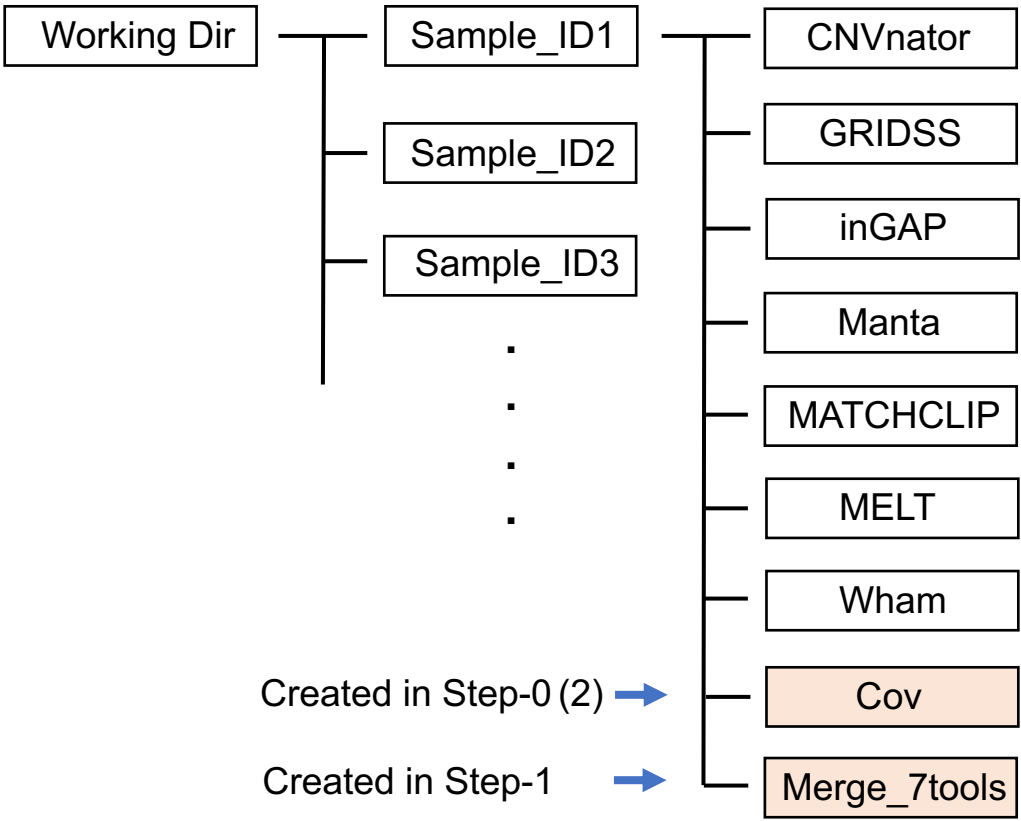 Working Dir
Sample_ID1
Sample_ID2
Sample_ID3
.
.
.
.
CNVnator
GRIDSS
inGAP
Manta
MATCHCLIP
MELT
Wham
Created in Step-0 (2)
Cov
Created in Step-1
Merge_7tools